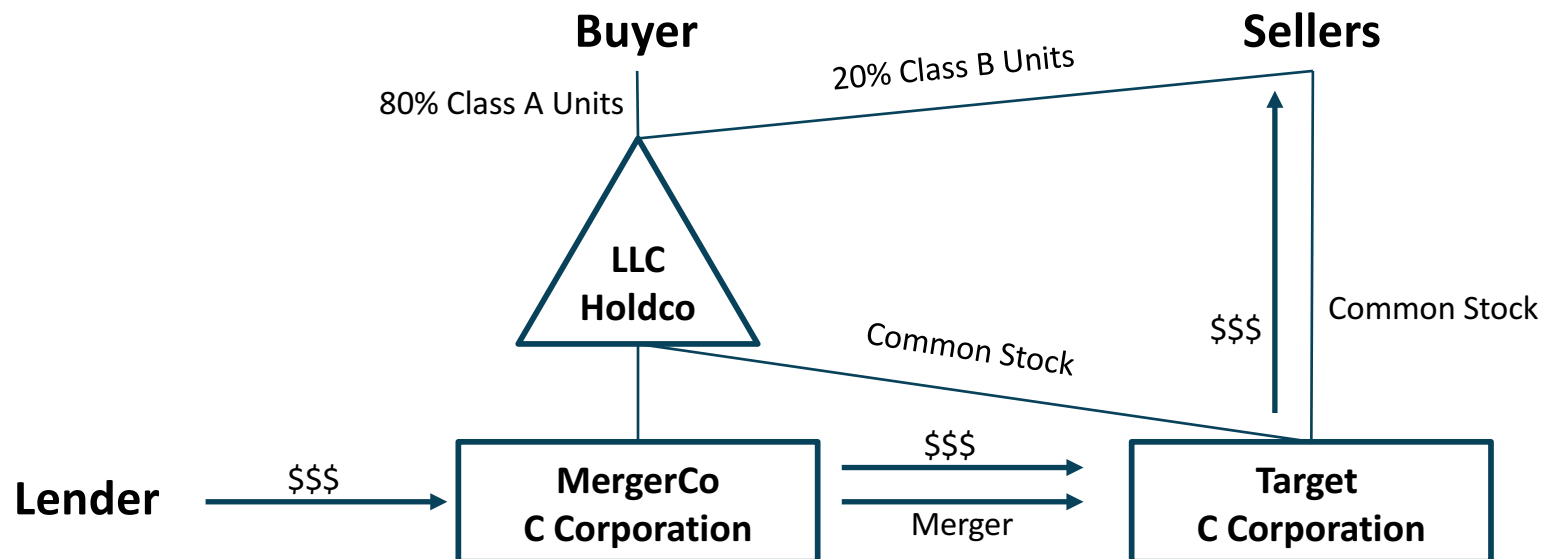 Buyer
Sellers
80% Class A Units
20% Class B Units
LLC
Holdco
Common Stock
$$$
Common Stock
Lender
$$$
MergerCo
C Corporation
$$$
Merger
Target
C Corporation